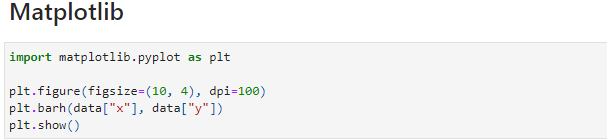 Matplotlib
import matplotlib.pyplot as plt
plt.figure(figsize=(10, 4), dpi=100)
plt.barh(data["x"], data["y"])
plt.show()